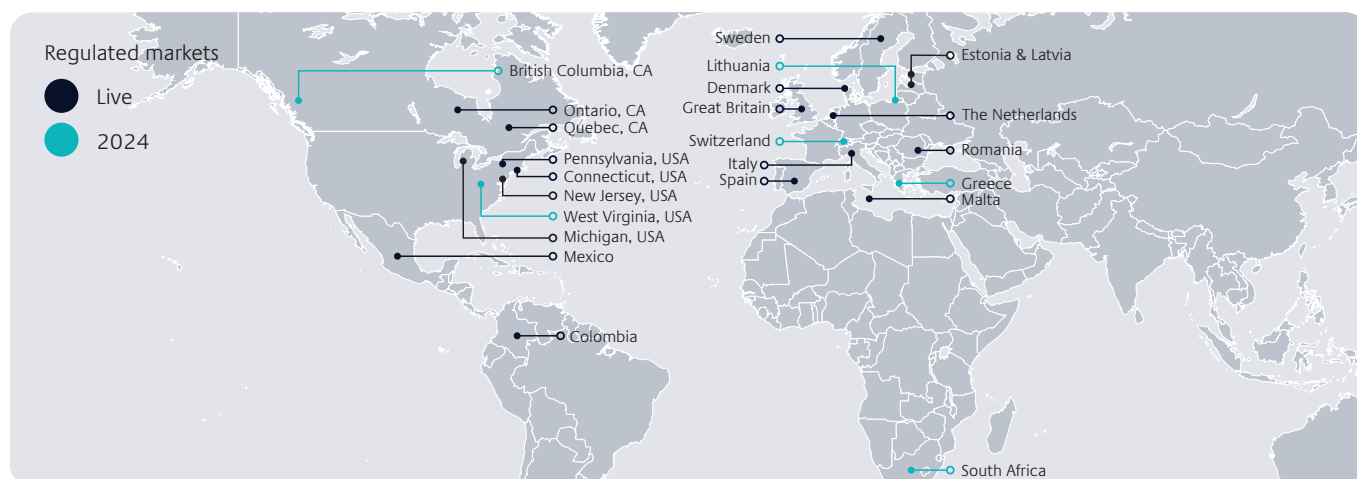 Regulated markets
Live
2024
British Columbia, CA
Ontario, CA
Quebec, CA
Pennsylvania, USA
Connecticut, USA
New Jersey, USA
West Virginia, USA
Michigan, USA
Mexico
Colombia
Sweden
Lithuania
Denmark
Great Britain
Switzerland
Italy
Spain
Estonia & Latvia
The Netherlands
Romania
Greece
Malta
South Africa